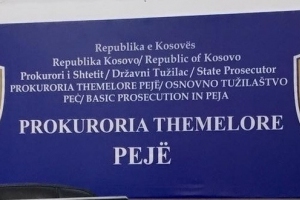 Republika e Kosovës
Republika Kosovo/ Republic of Kosovo
Prokurori i Shtetit / Državni Tužilac / State Prosecutor
PROKURORIA THEMELORE PEJË/ OSNOVNO TUŽILAŠTVO
PEĆ/ BASIC PROSECUTION IN PEJA
PROKURORIA THEMELORE
PEJË